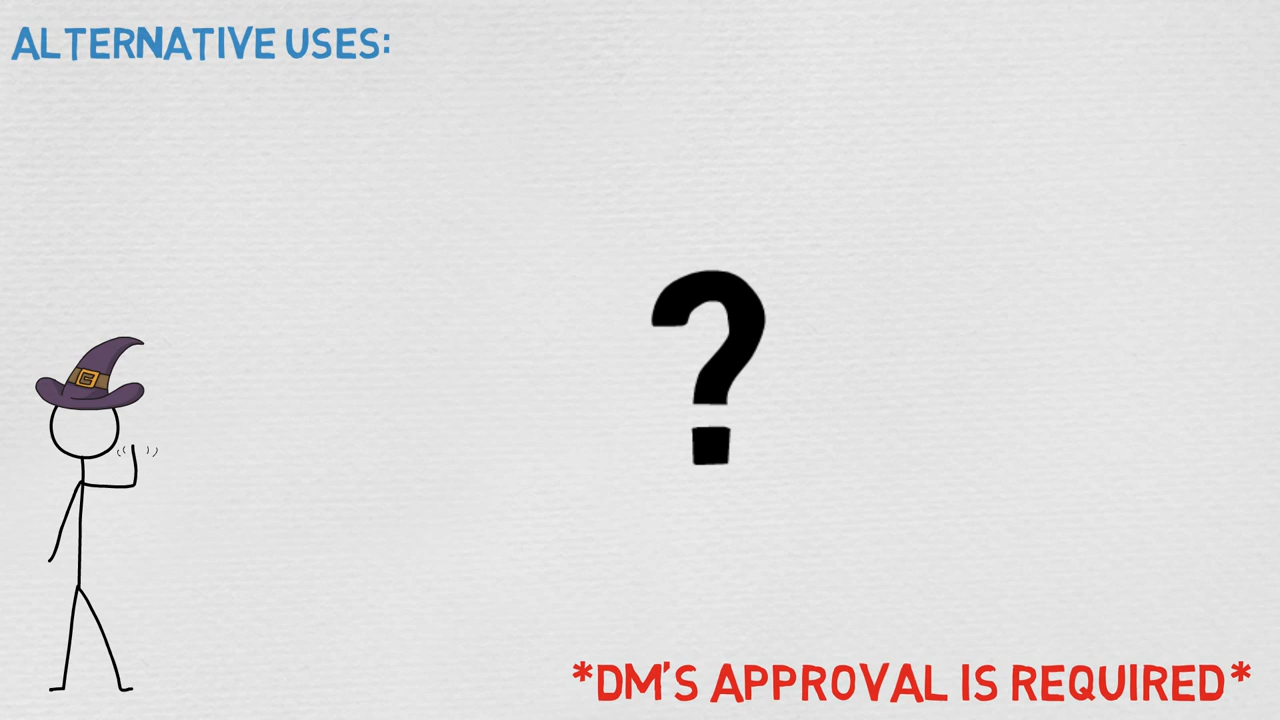 ALTERNATIVE USES:
?
*DM'S APPROVAL IS REQUIRED*